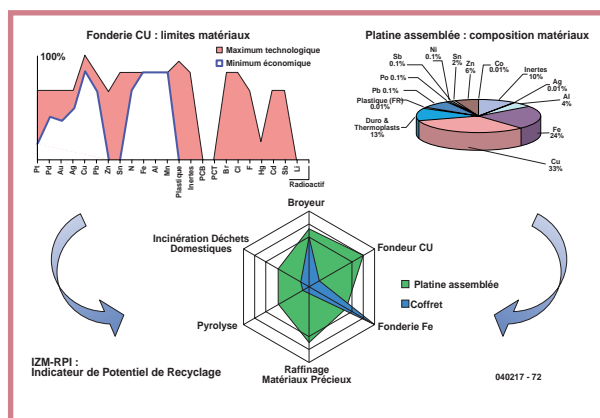 Fonderie CU : limites matériaux
100%
Maximum technologique
Minimum économique
Pt
Pd
Au
Ag
Cu
Pb
Zn
Sn
N
Fe
Al
Mn
Plastique
Inertes
PCB
PCT
Br
Cl
F
Hg
Cd
Sb
Li
Radioactif
Platine assemblée : composition matériaux
Ni
0.1%
Sn
2%
Zn
6%
Co
0.01%
Sb
0.1%
Inertes
10%
Po 0.1%
Ag
0.01%
Pb 0.1%
Al
4%
Plastique (FR)
0.01%
Duro &
Thermoplasts
13%
Fe
24%
Cu
33%
Broyeur
Incinération Déchets
Domestiques
Fondeur CU
Platine assemblée
Coffret
Pyrolyse
Fonderie Fe
Raffinage
Matériaux Précieux
IZM-RPI :
Indicateur de Potentiel de Recyclage
040217 - 72